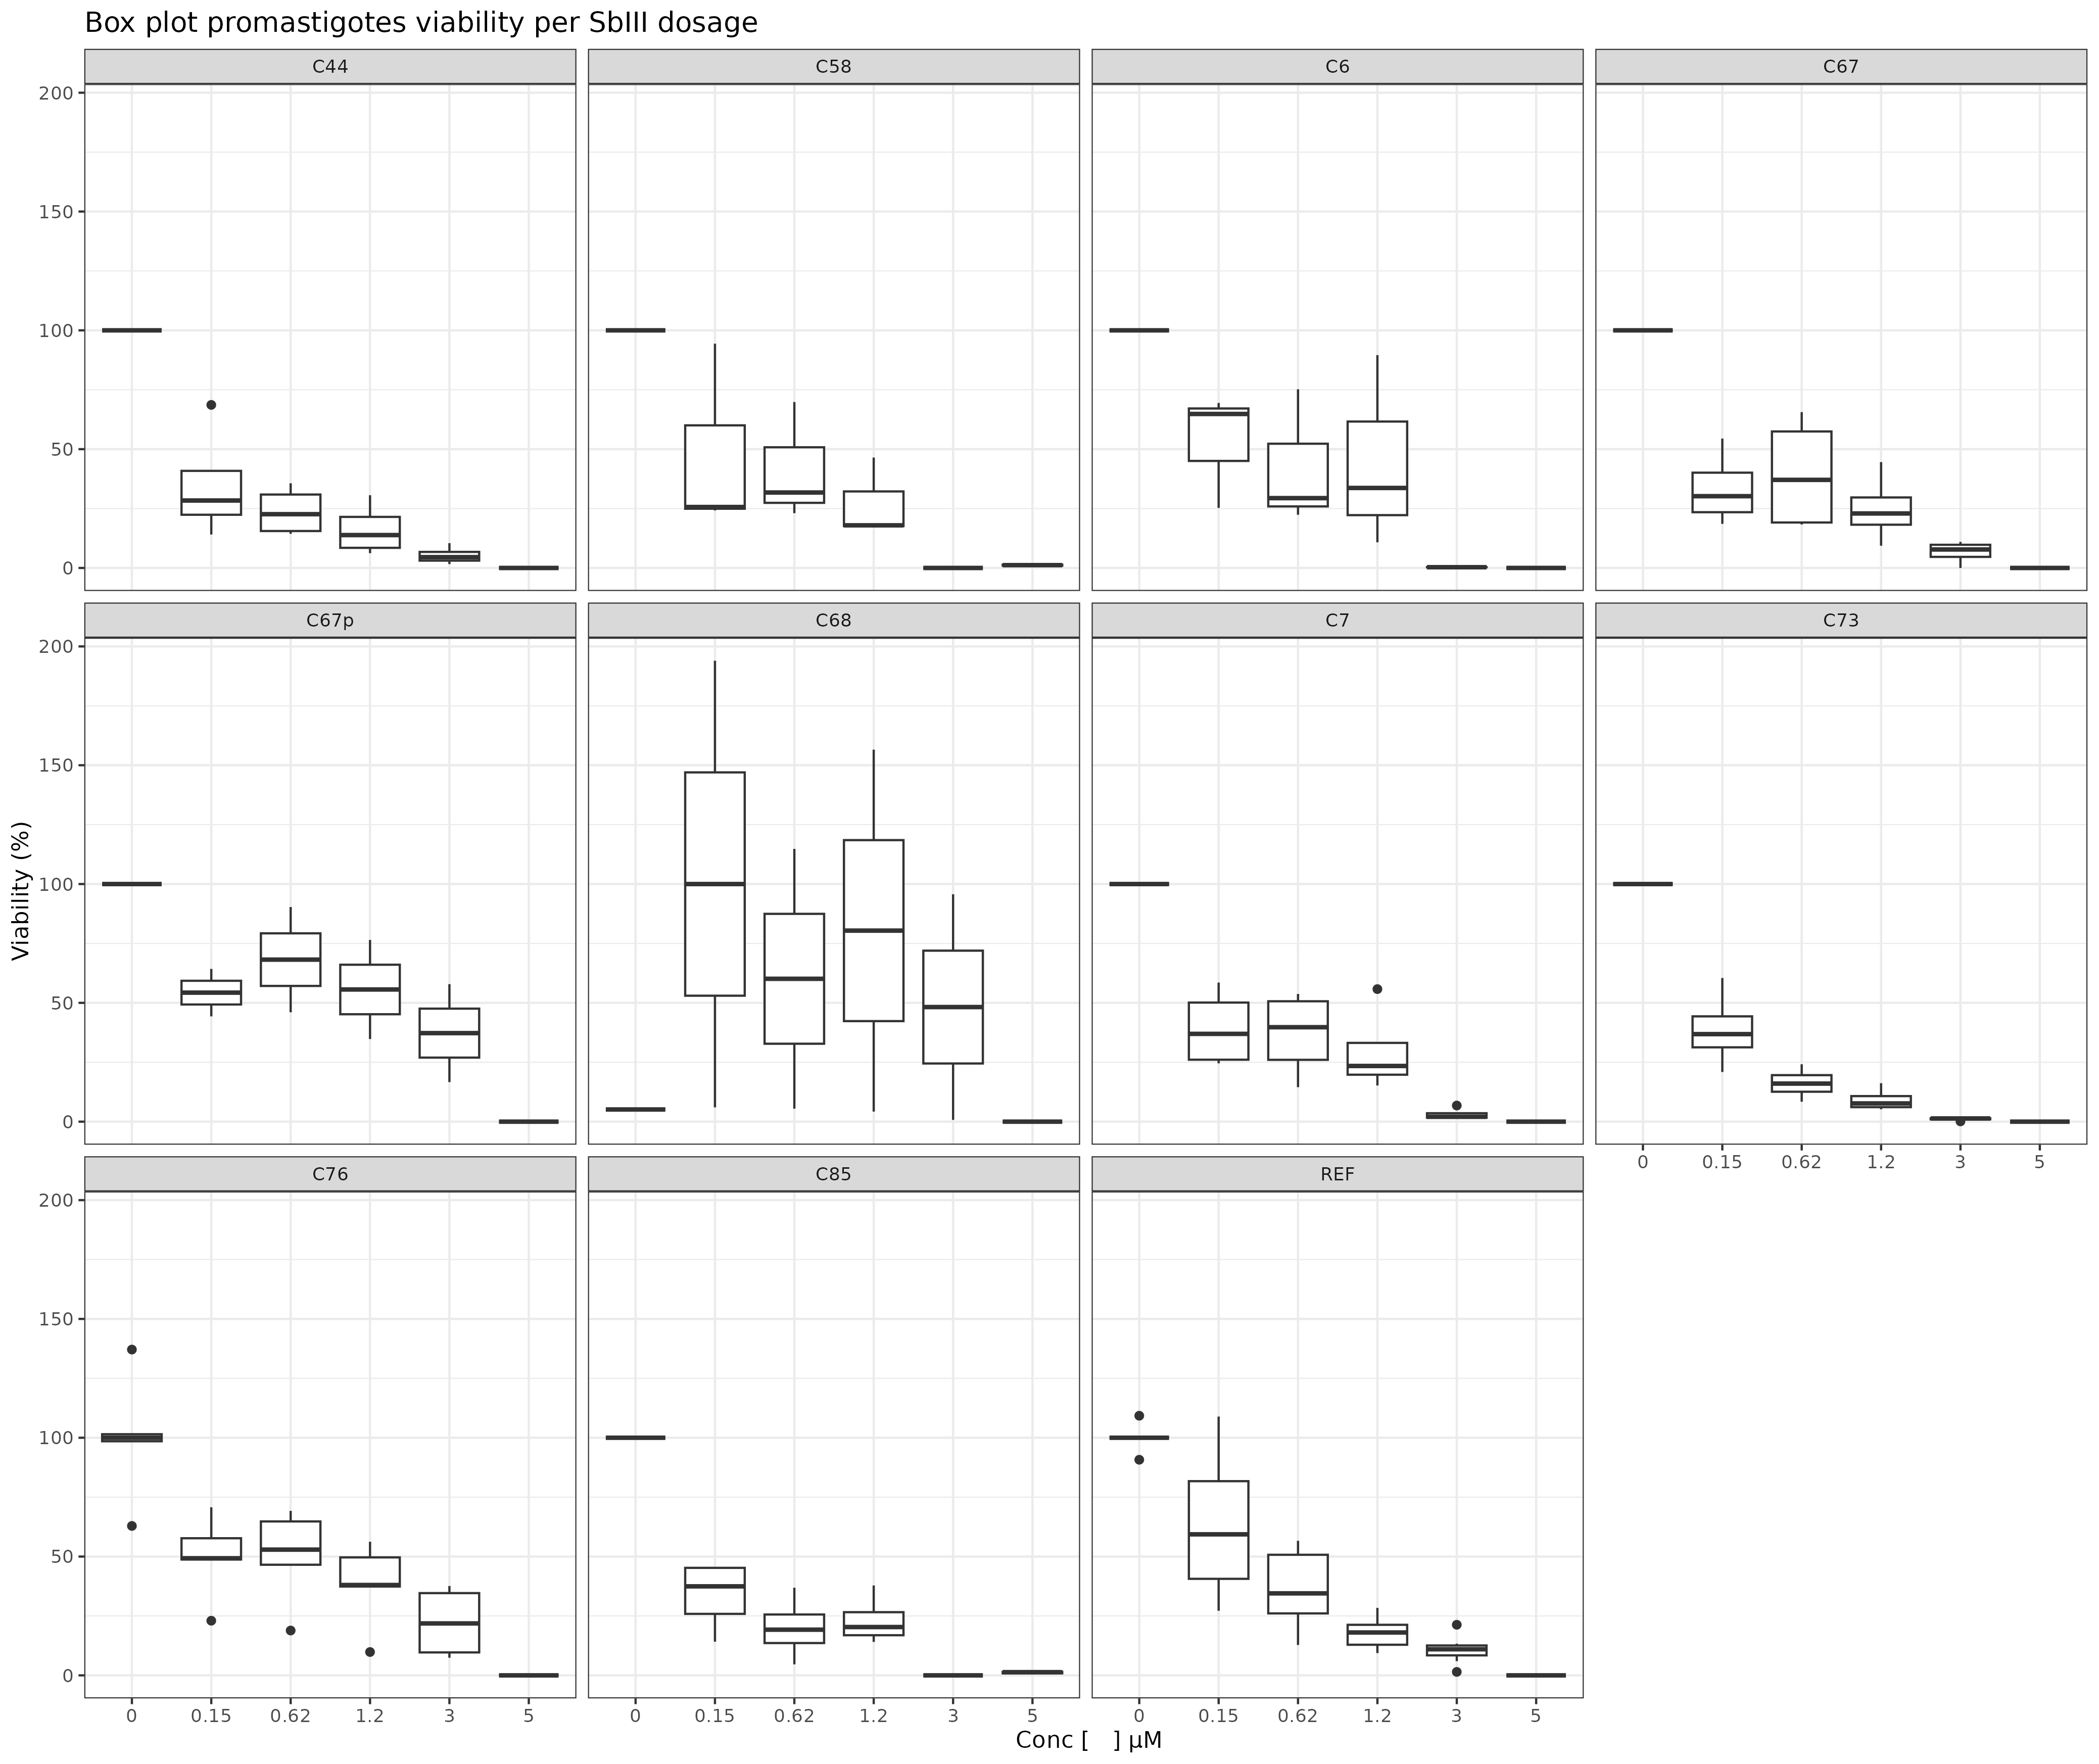 Box plot promastigotes viability per SbIII dosage
C44 C58 C6 C67
200
150
100
50
0
C67p C68 C7 C73
200
150
100
50
0
0 0.15 0.62 1.2 3 5
Viability (%)
C76 C85 REF
200
150
100
50
0
0 0.15 0.62 1.2 3 5 0 0.15 0.62 1.2 3 5 0 0.15 0.62 1.2 3 5
Conc [ ] μM